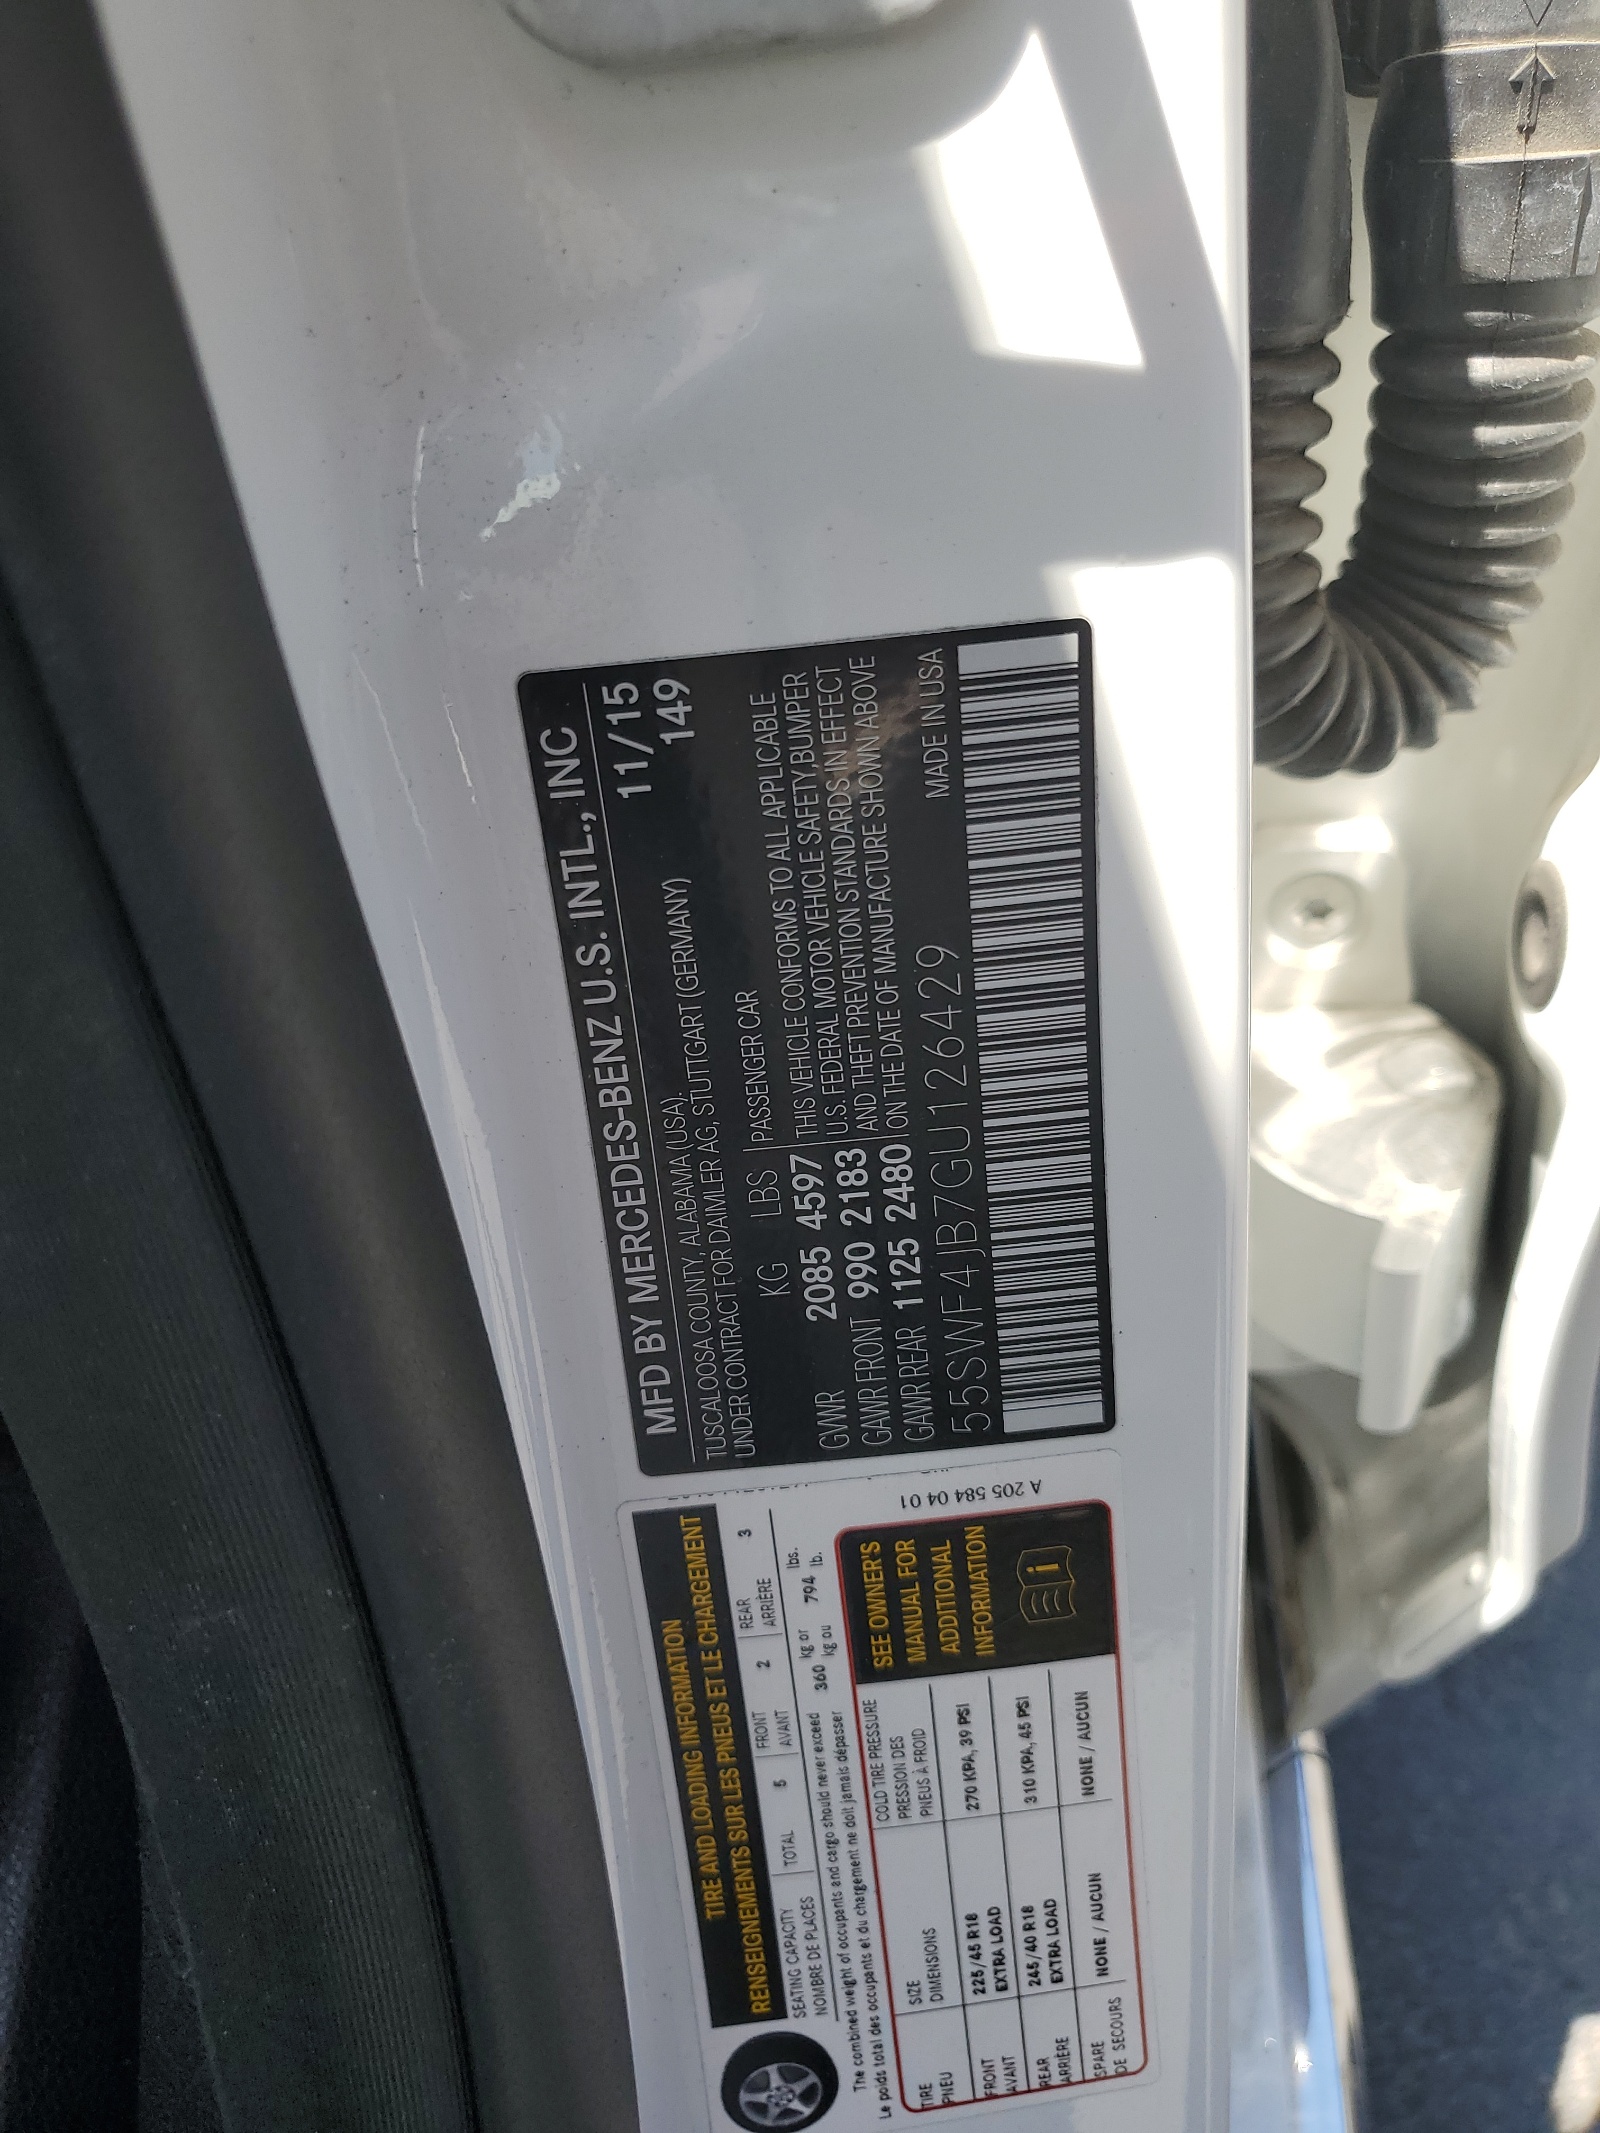 MFD BY MERCEDES-BENZ U.S. INTL., INC
TUSCALOOSA COUNTY, ALABAMA (USA), 11/15
UNDER CONTRACT FOR DAIMLER AG, STUTTGART (GERMANY) 149
KG LBS PASSENGER CAR
GVWR 2085 4597 THIS VEHICLE CONFORMS TO ALL APPLICABLE
GAWR FRONT 990 2183 U.S. FEDERAL MOTOR VEHICLE SAFETY, BUMPER
GAWR REAR 1125 2480 AND THEFT PREVENTION STANDARDS IN EFFECT
ON THE DATE OF MANUFACTURE SHOWN ABOVE
55SWF4JB7GU126429 MADE IN USA
TIRE AND LOADING INFORMATION
RENSEIGNEMENTS SUR LES PNEUS ET LE CHARGEMENT
SEATING CAPACITY TOTAL 5 FRONT 2 REAR 3
NOMBRE DE PLACES AVANT ARRIÈRE
The combined weight of occupants and cargo should never exceed 360 kg or 794 lbs.
Le poids total des occupants et du chargement ne doit jamais dépasser kg ou lb.
TIRE SIZE COLD TIRE PRESSURE
PNEU DIMENSIONS PRESSION DES
PNEUS À FROID
FRONT 225/45 R18 270 KPA, 39 PSI
AVANT EXTRA LOAD
REAR 245/40 R18 310 KPA, 45 PSI
ARRIÈRE EXTRA LOAD
SPARE NONE / AUCUN NONE / AUCUN
DE SECOURS
SEE OWNER'S
MANUAL FOR
ADDITIONAL
INFORMATION
i
A 205 584 04 01